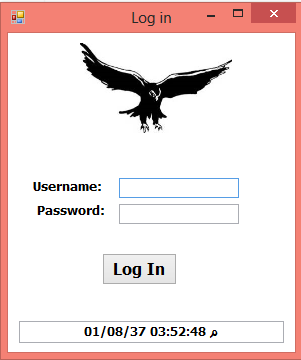 Log in
Username:
Password:
Log In
01/08/37 03:52:48 م